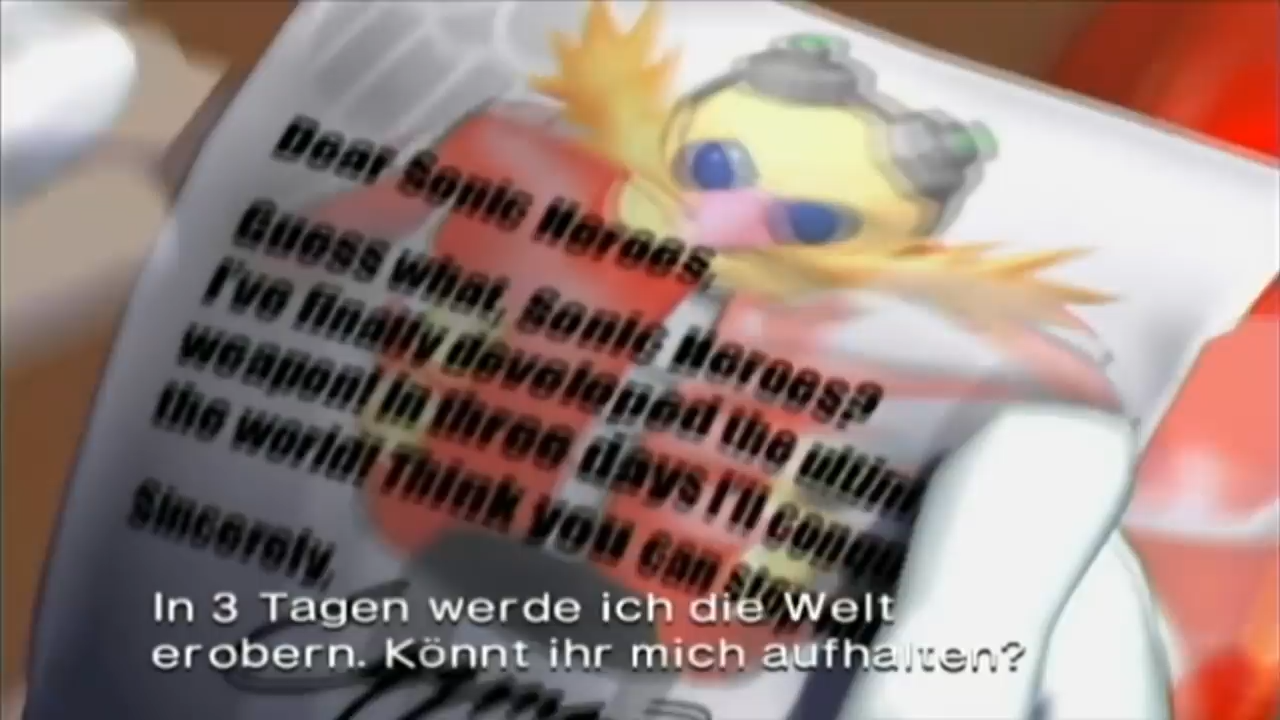 Dear Sonic Heroes,
Guess what, Sonic Heroes?
I've finally developed the
weapon! In three days I'll
the world! Think you can
Sincerely,
In 3 Tagen werde ich die Welt
erobern. Könnt ihr mich aufhalten?